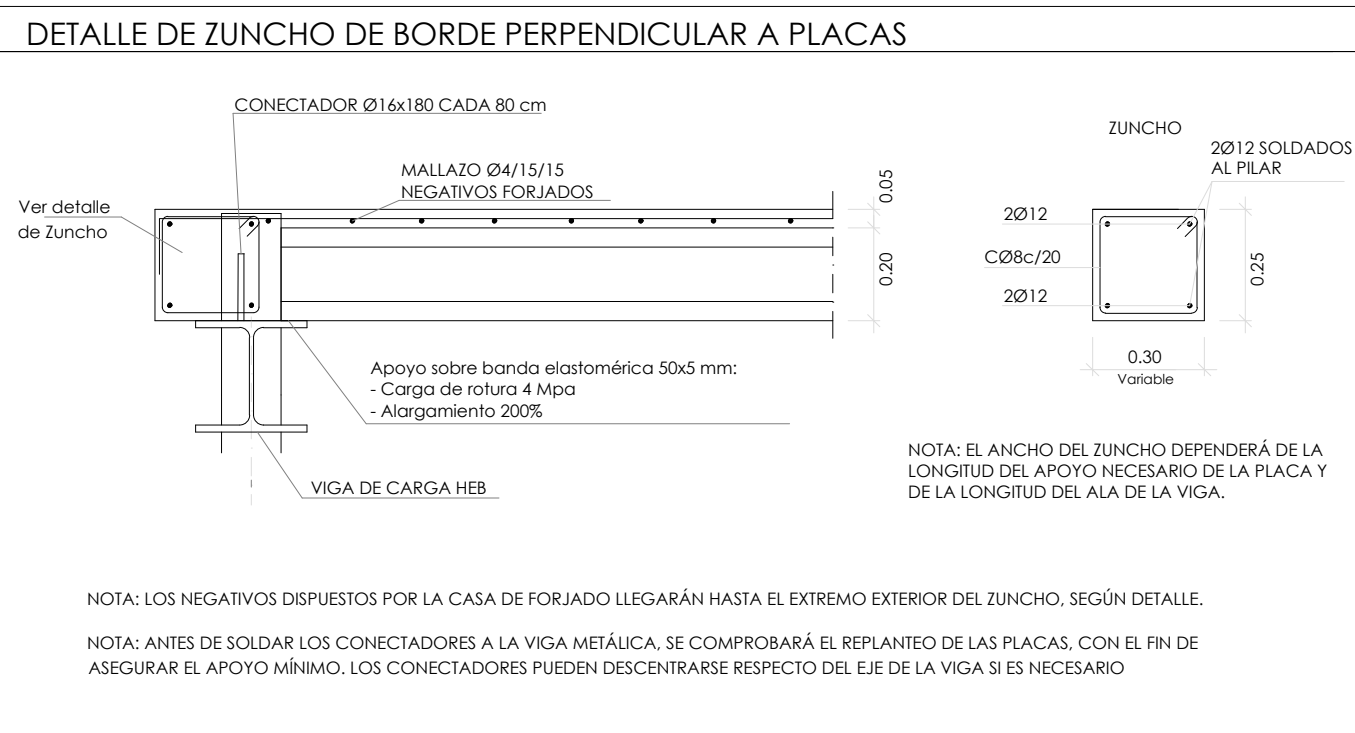 DETALLE DE ZUNCHO DE BORDE PERPENDICULAR A PLACAS
CONECTADOR Ø16x180 CADA 80 cm
MALLAZO Ø4/15/15
NEGATIVOS FORJADOS
Ver detalle
de Zuncho
0.05
0.20
Apoyo sobre banda elastomérica 50x5 mm:
- Carga de rotura 4 Mpa
- Alargamiento 200%
VIGA DE CARGA HEB
ZUNCHO
2Ø12 SOLDADOS
AL PILAR
2Ø12
CØ8c/20
2Ø12
0.25
0.30
Variable
NOTA: EL ANCHO DEL ZUNCHO DEPENDERÁ DE LA
LONGITUD DEL APOYO NECESARIO DE LA PLACA Y
DE LA LONGITUD DEL ALA DE LA VIGA.
NOTA: LOS NEGATIVOS DISPUESTOS POR LA CASA DE FORJADO LLEGARÁN HASTA EL EXTREMO EXTERIOR DEL ZUNCHO, SEGÚN DETALLE.
NOTA: ANTES DE SOLDAR LOS CONECTADORES A LA VIGA METÁLICA, SE COMPROBARÁ EL REPLANTEO DE LAS PLACAS, CON EL FIN DE
ASEGURAR EL APOYO MÍNIMO. LOS CONECTADORES PUEDEN DESCENTRARSE RESPECTO DEL EJE DE LA VIGA SI ES NECESARIO